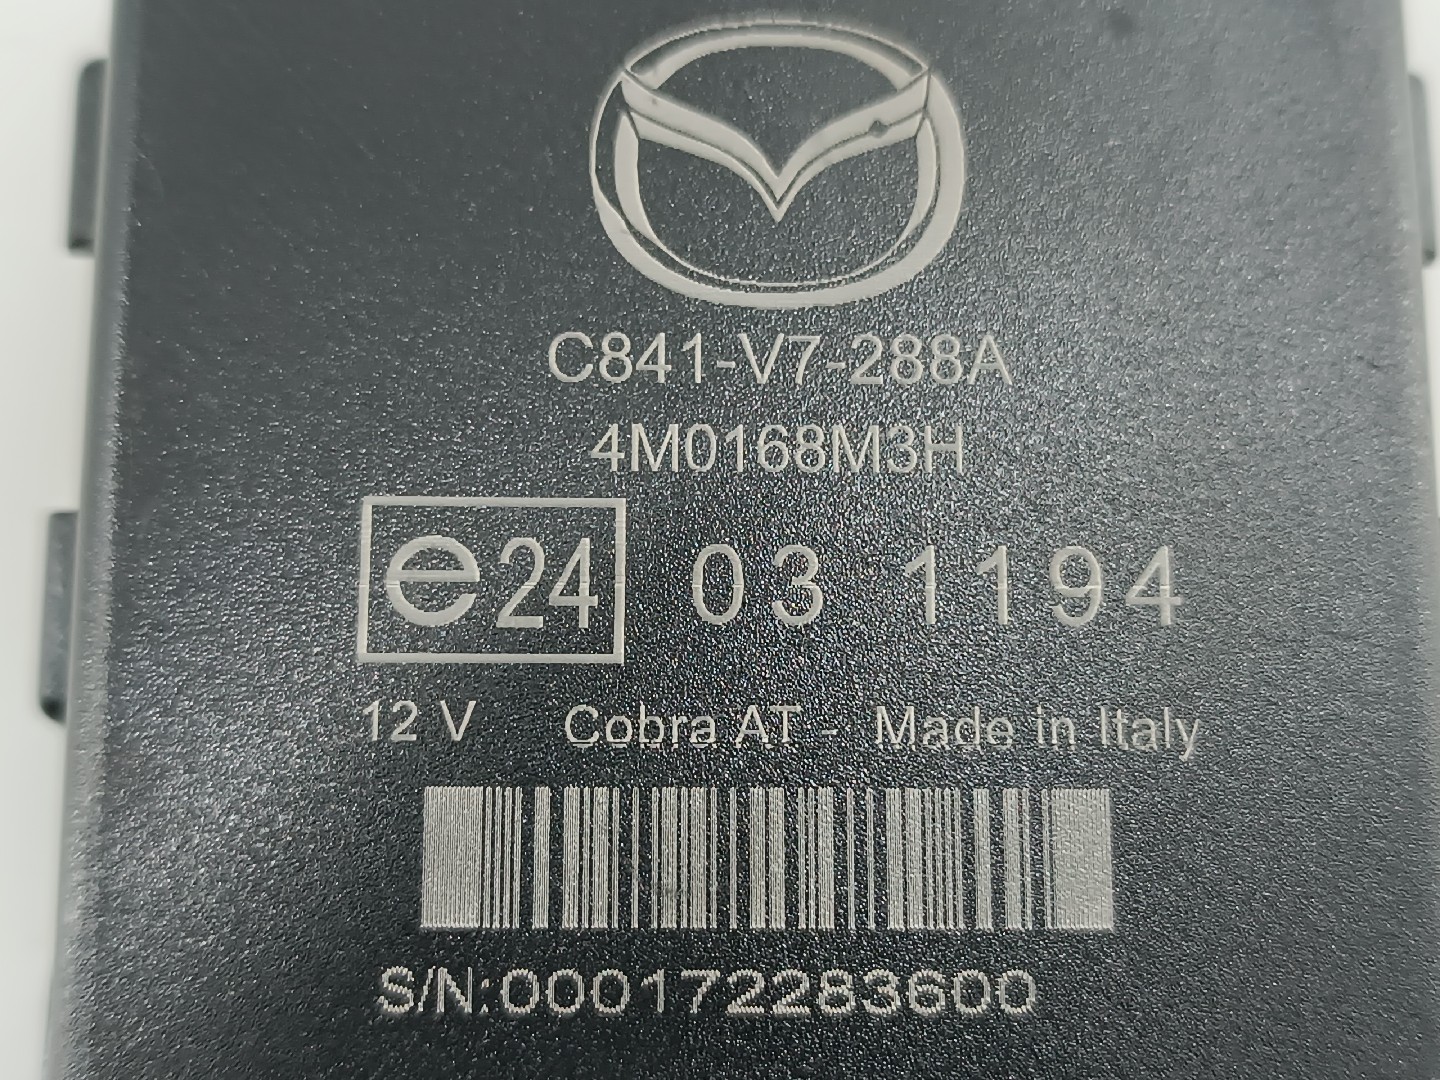 C841-V7-288A
4M0168M3H
e24 03 1194
12 V Cobra AT - Made in Italy
S/N:000172283600